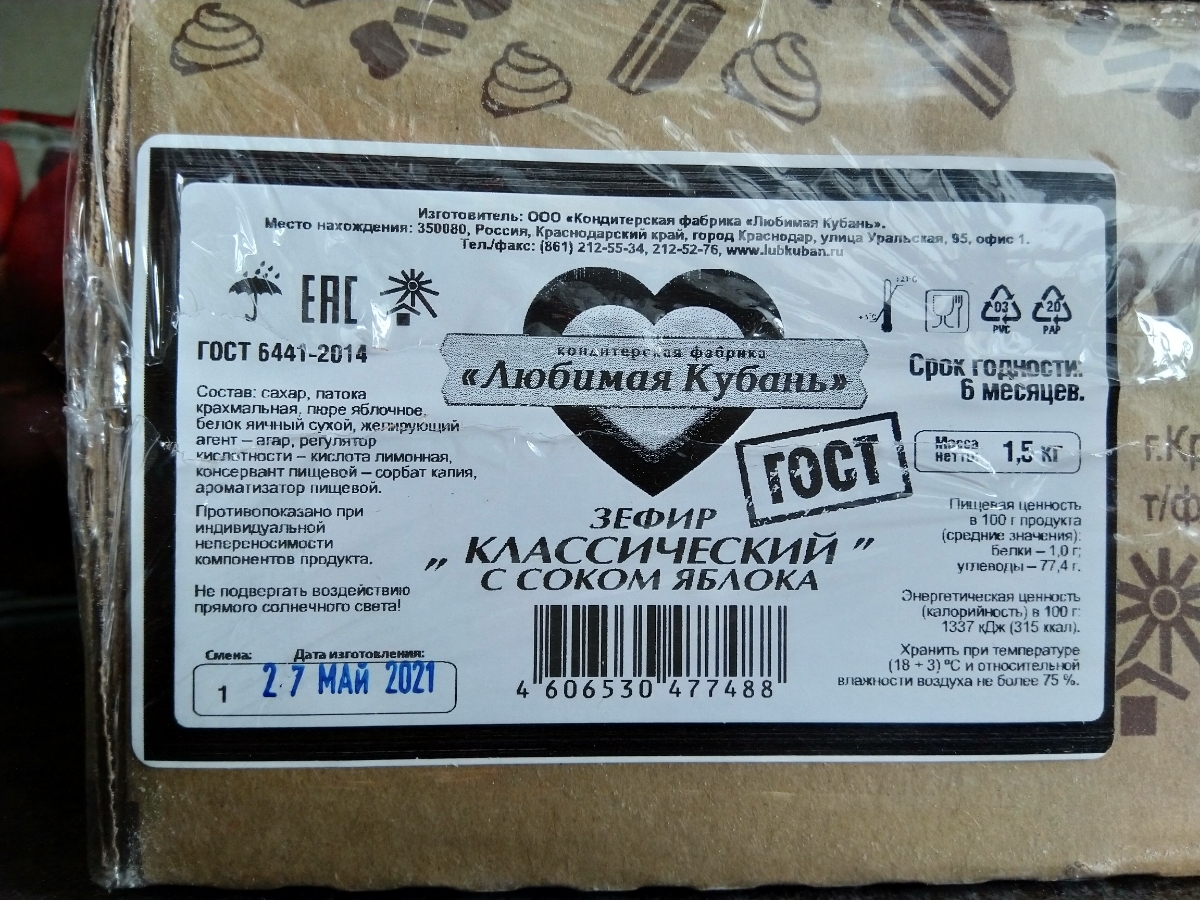 Изготовитель: ООО «Кондитерская фабрика «Любимая Кубань».
Место нахождения: 350080, Россия, Краснодарский край, город Краснодар, улица Уральская, 95, офис 1.
Тел./факс: (861) 212-55-34, 212-52-76, www.lubkuban.ru
EAC
ГОСТ 6441-2014
Состав: сахар, патока
крахмальная, пюре яблочное,
белок яичный сухой, желирующий
агент – агар, регулятор
кислотности – кислота лимонная,
консервант пищевой – сорбат калия,
ароматизатор пищевой.
Противопоказано при
индивидуальной
непереносимости
компонентов продукта.
Не подвергать воздействию
прямого солнечного света!
Смена: Дата изготовления:
1 27 МАЙ 2021
кондитерская фабрика
«Любимая Кубань»
ГОСТ
ЗЕФИР
„ КЛАССИЧЕСКИЙ ”
С СОКОМ ЯБЛОКА
4 606530 477488
+21°C
+5°C
03 20
PVC PAP
Срок годности:
6 месяцев.
Масса
нетто: 1,5 кг
Пищевая ценность
в 100 г продукта
(средние значения):
белки – 1,0 г;
углеводы – 77,4 г.
Энергетическая ценность
(калорийность) в 100 г:
1337 кДж (315 ккал).
Хранить при температуре
(18 + 3) °C и относительной
влажности воздуха не более 75 %.
г.Кр
т/ф